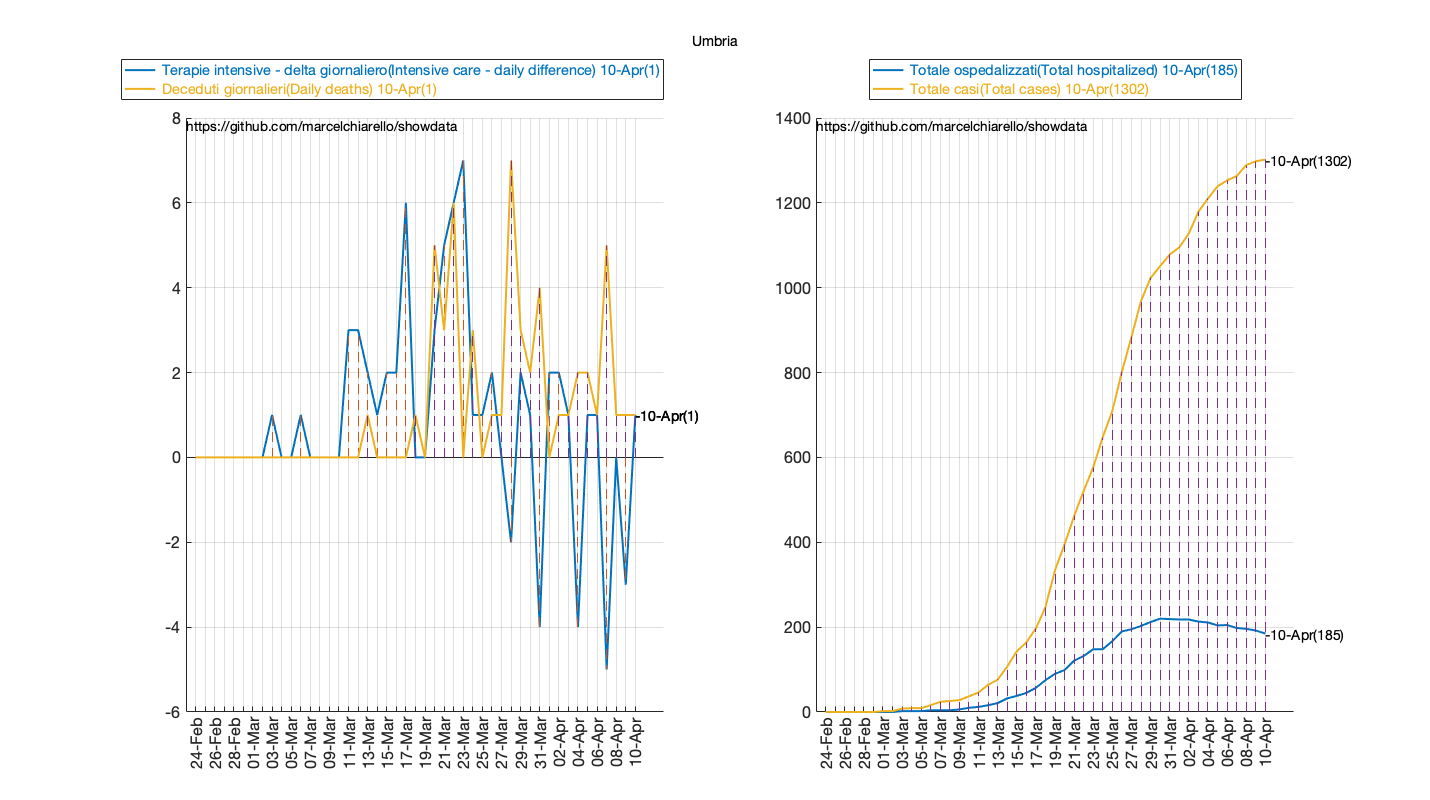 Umbria
Terapie intensive - delta giornaliero(Intensive care - daily difference) 10-Apr(1)
Deceduti giornalieri(Daily deaths) 10-Apr(1)
https://github.com/marcelchiarello/showdata
8
6
4
2
0
-2
-4
-6
10-Apr(1)
24-Feb
26-Feb
28-Feb
01-Mar
03-Mar
05-Mar
07-Mar
09-Mar
11-Mar
13-Mar
15-Mar
17-Mar
19-Mar
21-Mar
23-Mar
25-Mar
27-Mar
29-Mar
31-Mar
02-Apr
04-Apr
06-Apr
08-Apr
10-Apr
Totale ospedalizzati(Total hospitalized) 10-Apr(185)
Totale casi(Total cases) 10-Apr(1302)
https://github.com/marcelchiarello/showdata
1400
1200
1000
800
600
400
200
0
10-Apr(1302)
10-Apr(185)
24-Feb
26-Feb
28-Feb
01-Mar
03-Mar
05-Mar
07-Mar
09-Mar
11-Mar
13-Mar
15-Mar
17-Mar
19-Mar
21-Mar
23-Mar
25-Mar
27-Mar
29-Mar
31-Mar
02-Apr
04-Apr
06-Apr
08-Apr
10-Apr